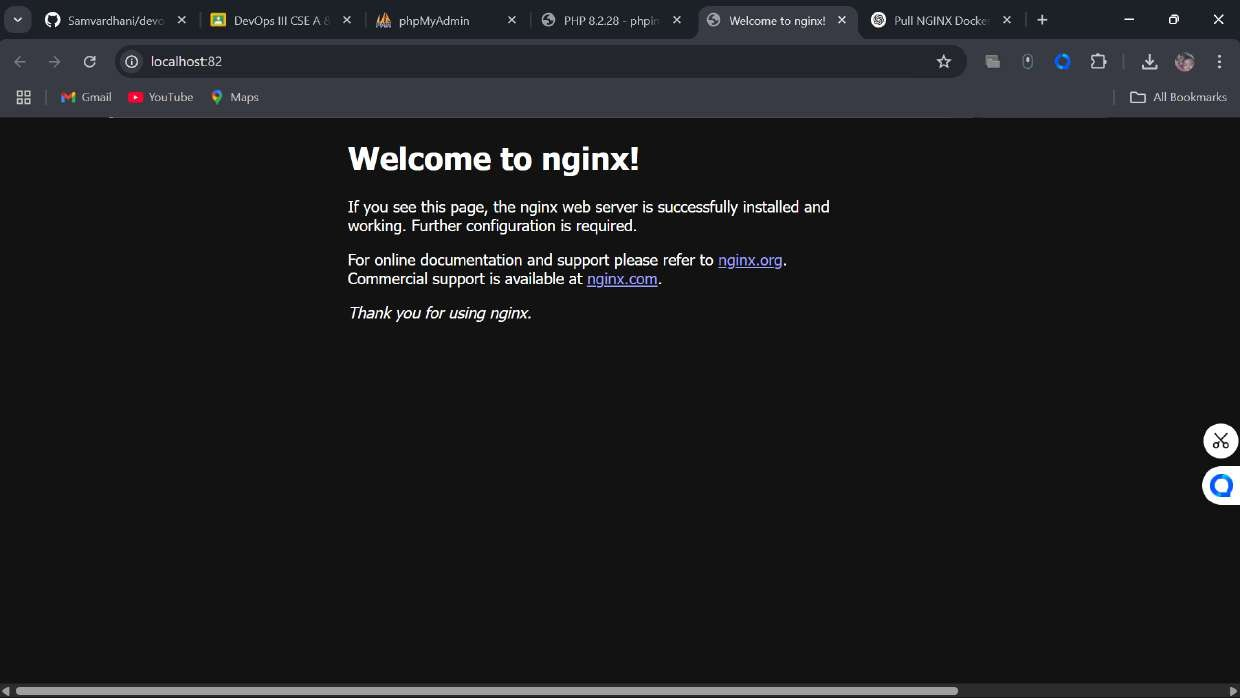 Samvardhani/devo
DevOps III CSE A &
phpMyAdmin
PHP 8.2.28 - phpin
Welcome to nginx!
Pull NGINX Docker
localhost:82
Gmail
YouTube
Maps
All Bookmarks
Welcome to nginx!
If you see this page, the nginx web server is successfully installed and
working. Further configuration is required.
For online documentation and support please refer to nginx.org.
Commercial support is available at nginx.com.
Thank you for using nginx.